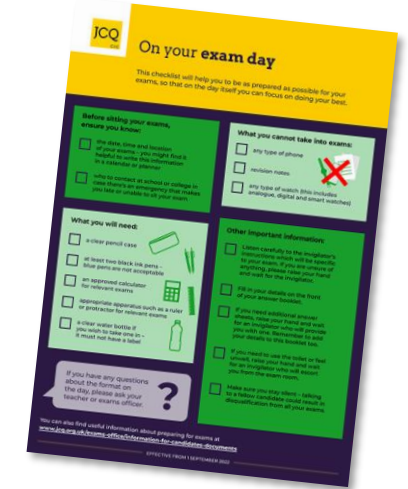 JCQ
On your exam day
This checklist will help you to be as prepared as possible for your
exams, so that on the day itself you can focus on doing your best.
Before sitting your exams,
ensure you know:
the date, time and location
of your exams – you might find it
helpful to write this information
in a calendar or planner
who to contact at school or college in
case there's an emergency that makes
you late or unable to sit your exam
What you cannot take into exams:
any type of phone
revision notes
any type of watch (this includes
analogue, digital and smart watches)
What you will need:
a clear pencil case
at least two black ink pens –
blue pens are not acceptable
an approved calculator
for relevant exams
appropriate apparatus such as a ruler
or protractor for relevant exams
a clear water bottle if
you wish to take one in –
it must not have a label
Other important information:
Listen carefully to the invigilator's
instructions which will be specific
to your exam. If you are unsure of
anything, please raise your hand
and wait for the invigilator.
Fill in your details on the front
of your answer booklet.
If you need additional answer
sheets, raise your hand and wait
for an invigilator who will provide
you with one. Remember to add
your details to this booklet too.
If you need to use the toilet or feel
unwell, raise your hand and wait
for an invigilator who will escort
you from the exam room.
Make sure you stay silent – talking
to a fellow candidate could result in
disqualification from all your exams.
If you have any questions
about the format on
the day, please ask your
teacher or exams officer.
?
You can also find useful information about preparing for exams at
www.jcq.org.uk/exams-office/information-for-candidates-documents
EFFECTIVE FROM 1 SEPTEMBER 2022